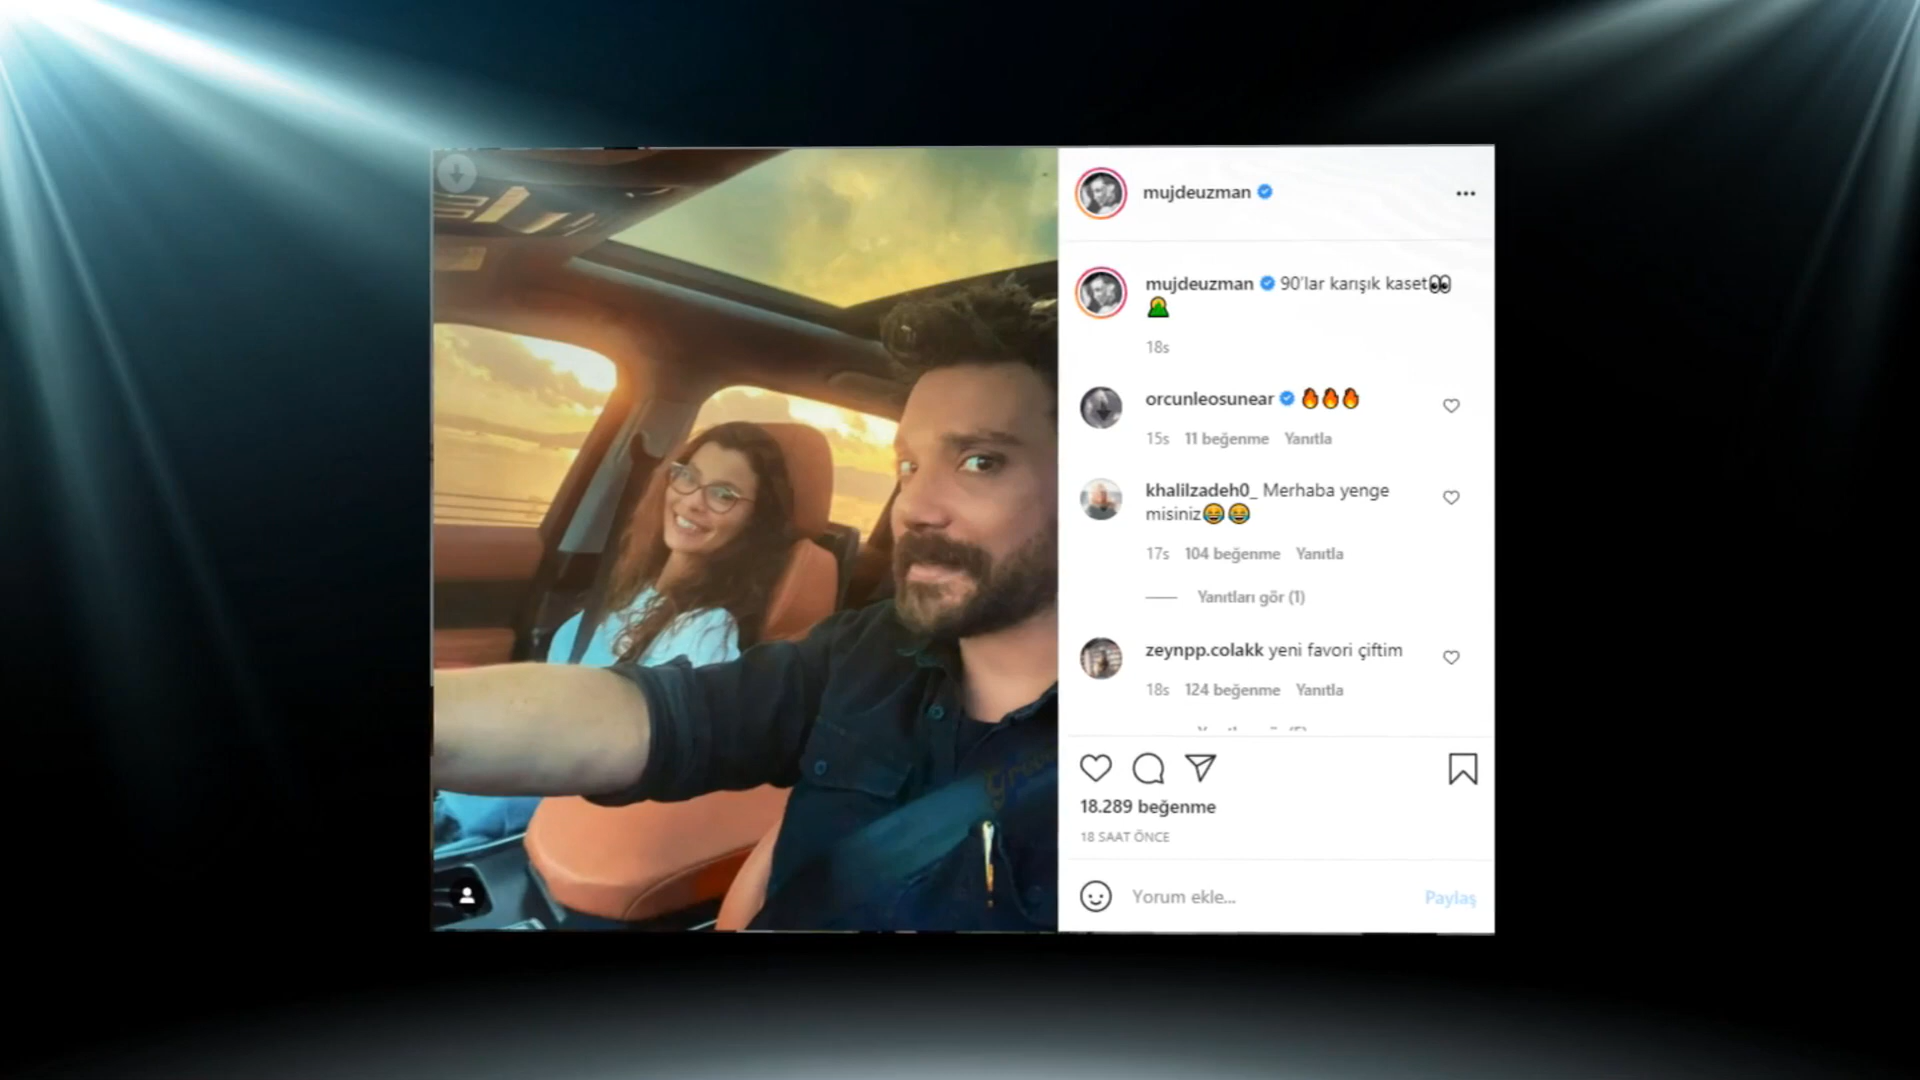 mujdeuzman
mujdeuzman 90'lar karışık kaset👀
18s
orcunleosunear 🔥🔥🔥
15s 11 beğenme Yanıtla
khalilzadeh0_ Merhaba yenge
misiniz😂😂
17s 104 beğenme Yanıtla
Yanıtları gör (1)
zeynpp.colakk yeni favori çiftim
18s 124 beğenme Yanıtla
18.289 beğenme
18 SAAT ÖNCE
Yorum ekle... Paylaş